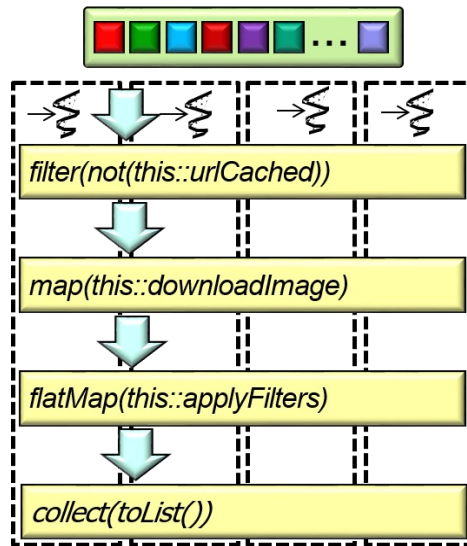 ...
filter(not(this::urlCached))
map(this::downloadImage)
flatMap(this::applyFilters)
collect(toList())